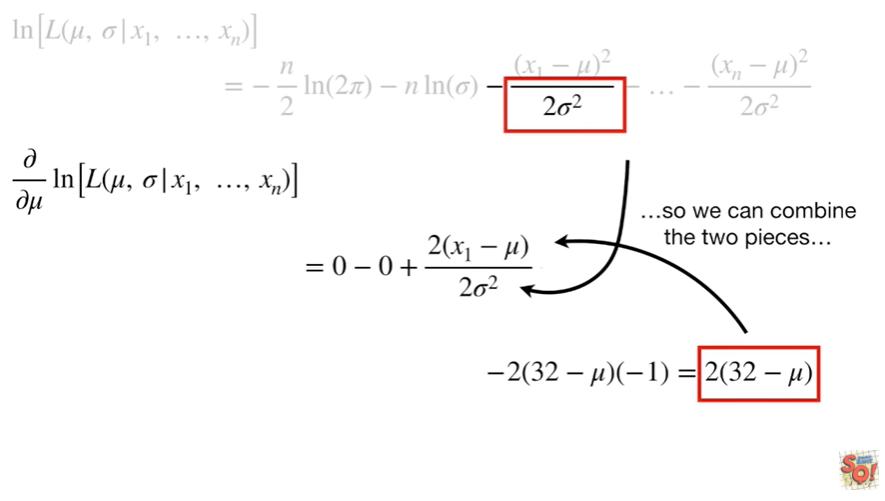 ln[L(μ, σ|x₁, …, xₙ)]
= − n/2 ln(2π) − n ln(σ) − (x₁ − μ)²/2σ² − … − (xₙ − μ)²/2σ²
∂/∂μ ln[L(μ, σ|x₁, …, xₙ)]
…so we can combine
the two pieces…
= 0 − 0 + 2(x₁ − μ)/2σ²
−2(32 − μ)(−1) = 2(32 − μ)
SQ!